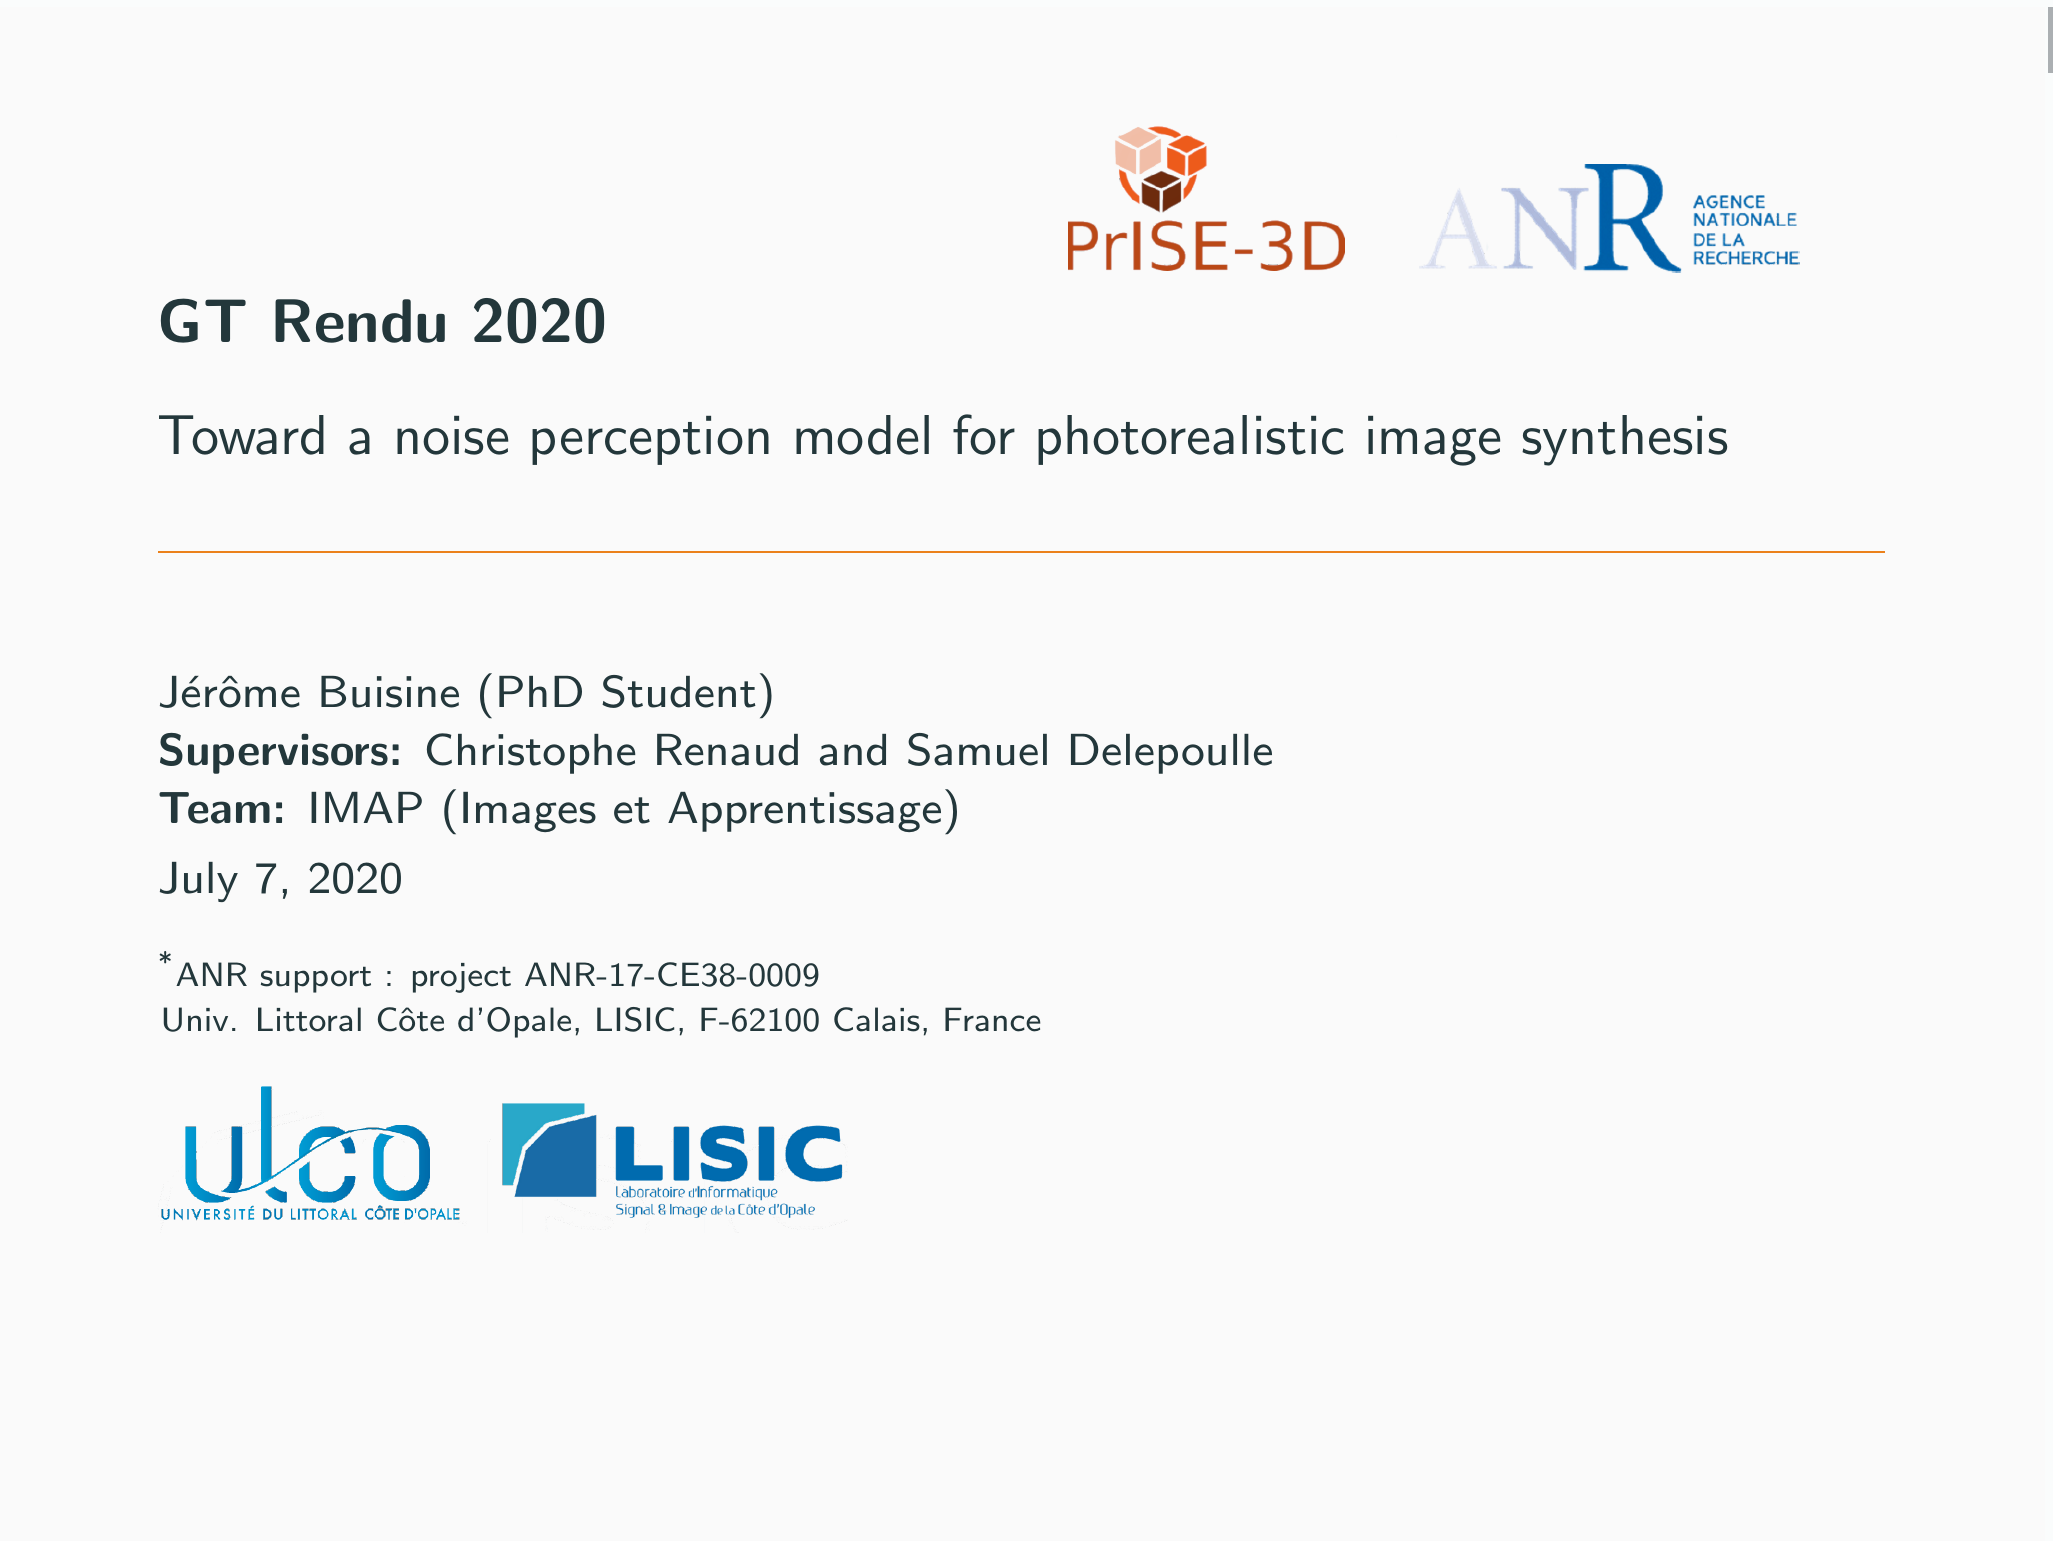 PrISE-3D
ANR
AGENCE
NATIONALE
DE LA
RECHERCHE
GT Rendu 2020
Toward a noise perception model for photorealistic image synthesis
Jérôme Buisine (PhD Student)
Supervisors: Christophe Renaud and Samuel Delepoulle
Team: IMAP (Images et Apprentissage)
July 7, 2020
*ANR support : project ANR-17-CE38-0009
Univ. Littoral Côte d'Opale, LISIC, F-62100 Calais, France
ulco
UNIVERSITÉ DU LITTORAL CÔTE D'OPALE
LISIC
Laboratoire d'Informatique
Signal & Image de la Côte d'Opale